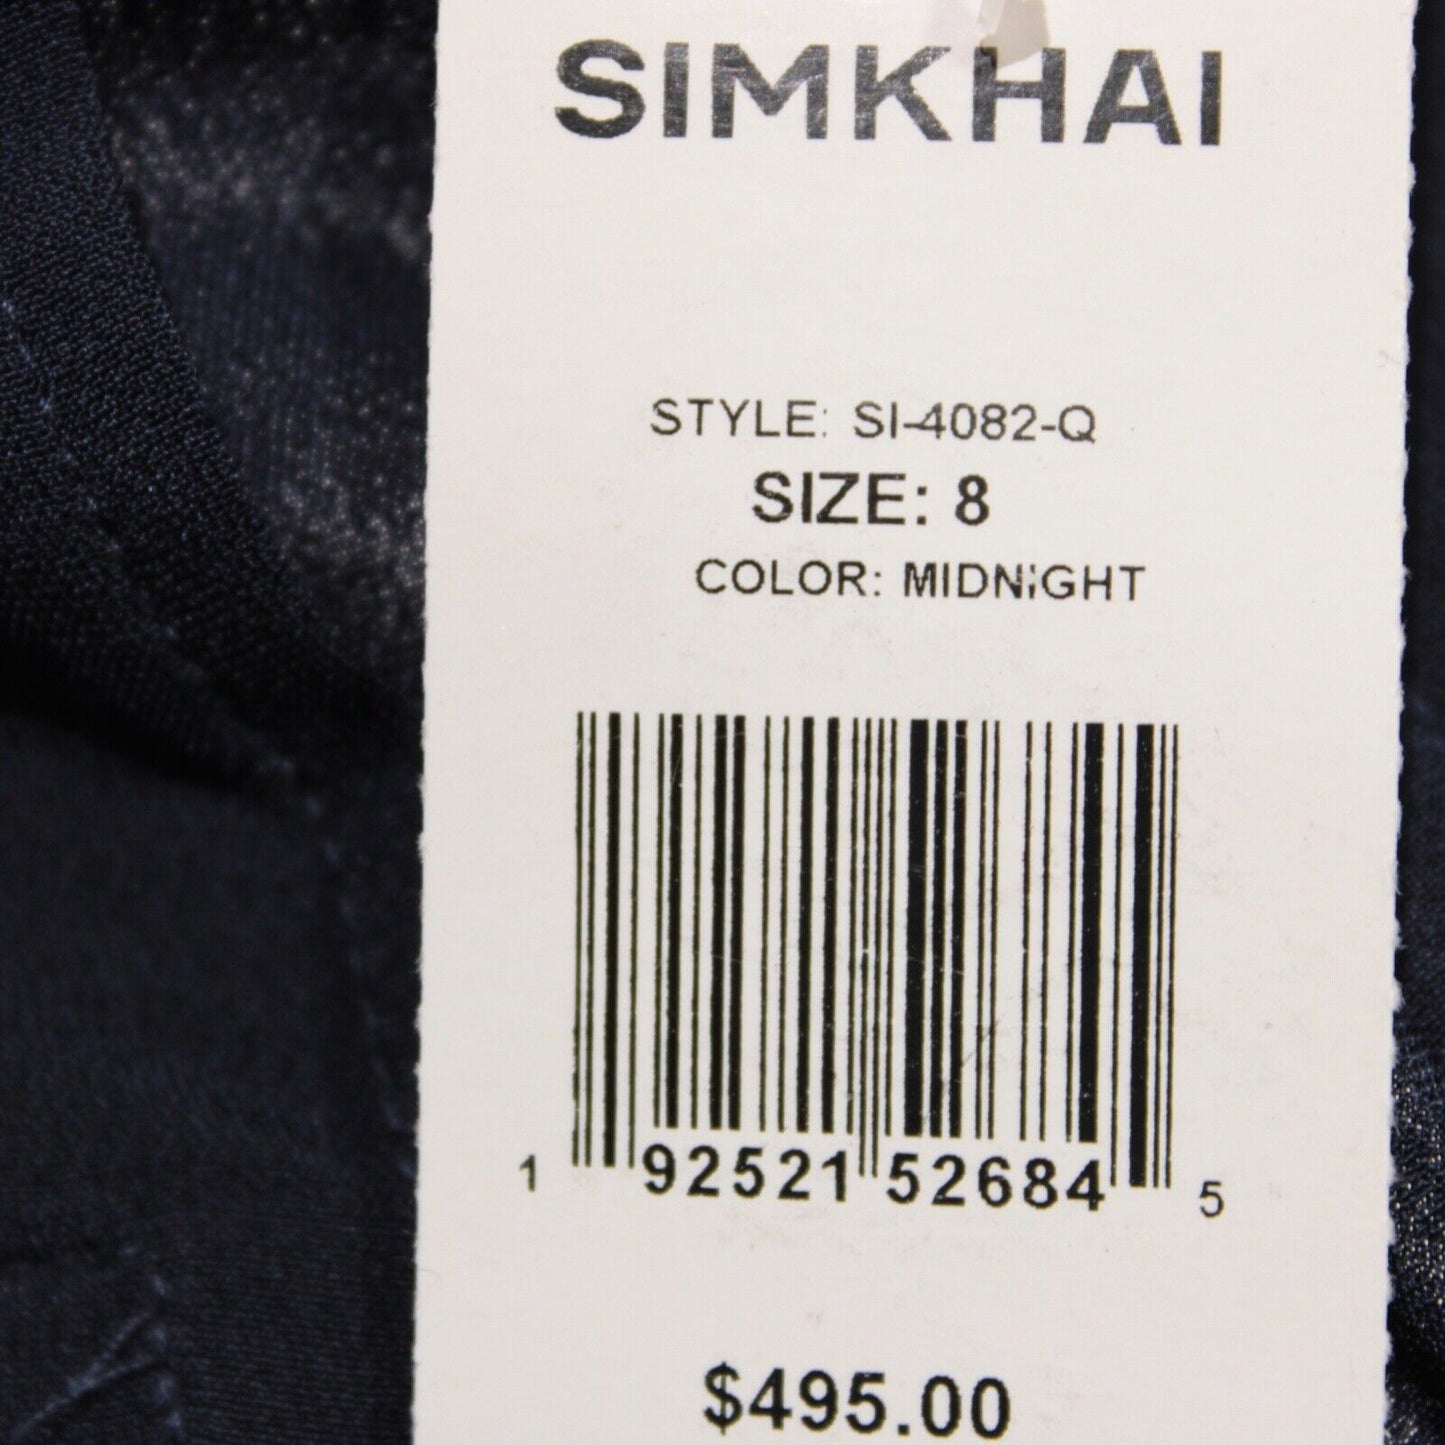 SIMKHAI
STYLE: SI-4082-Q
SIZE: 8
COLOR: MIDNIGHT
1 92521 52684 5
$495.00